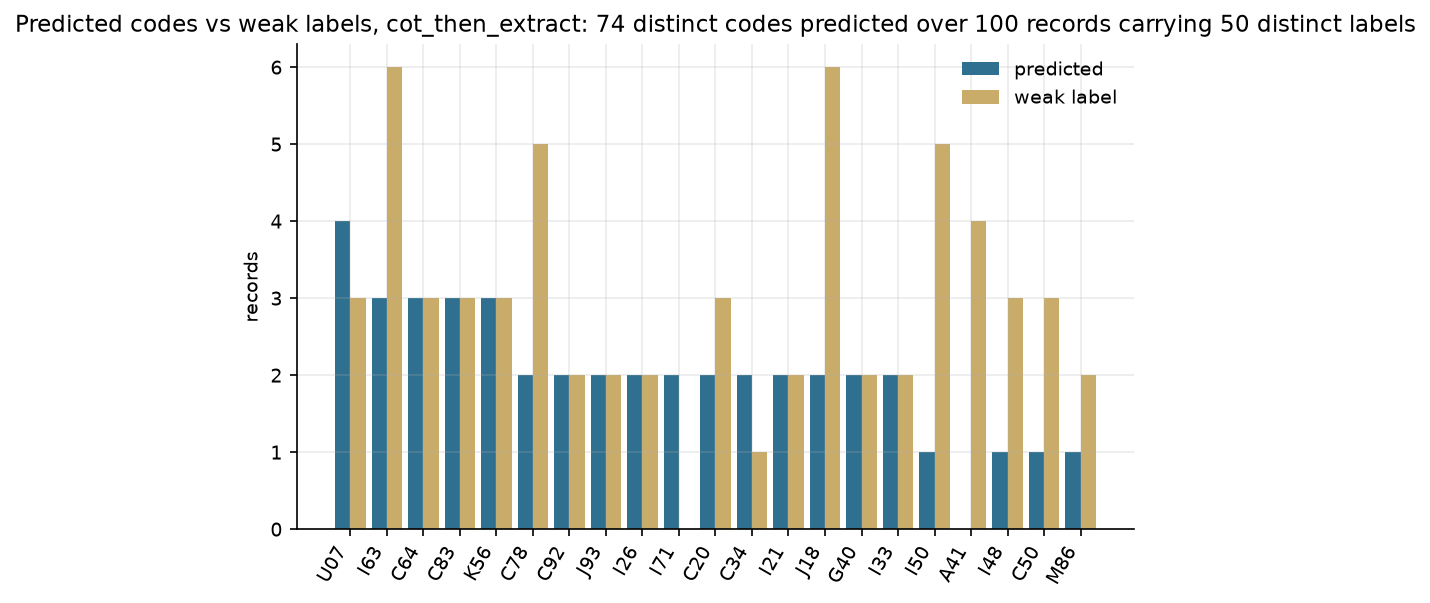 Predicted codes vs weak labels, cot_then_extract: 74 distinct codes predicted over 100 records carrying 50 distinct labels
predicted
weak label
records
6
5
4
3
2
1
0
U07
I63
C64
C83
K56
C78
C92
J93
I26
I71
C20
C34
I21
J18
G40
I33
I50
A41
I48
C50
M86